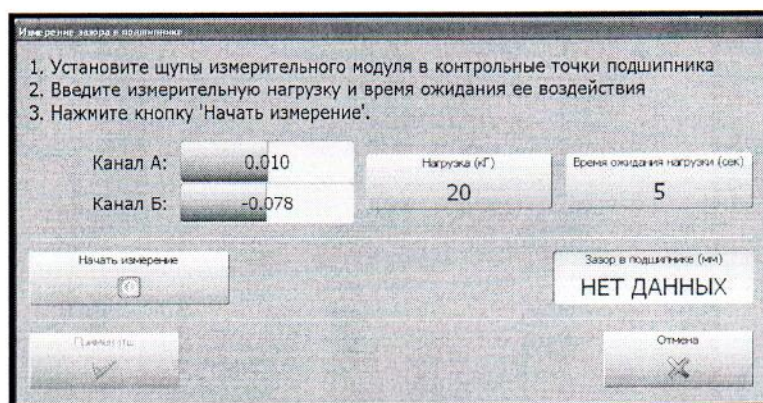 Измерение зазора в подшипнике
1. Установите щупы измерительного модуля в контрольные точки подшипника
2. Введите измерительную нагрузку и время ожидания ее воздействия
3. Нажмите кнопку 'Начать измерение'.
Канал А: 0.010
Нагрузка (кГ)
20
Время ожидания нагрузки (сек)
5
Канал Б: -0.078
Начать измерение
Зазор в подшипнике (мм)
НЕТ ДАННЫХ
Отмена